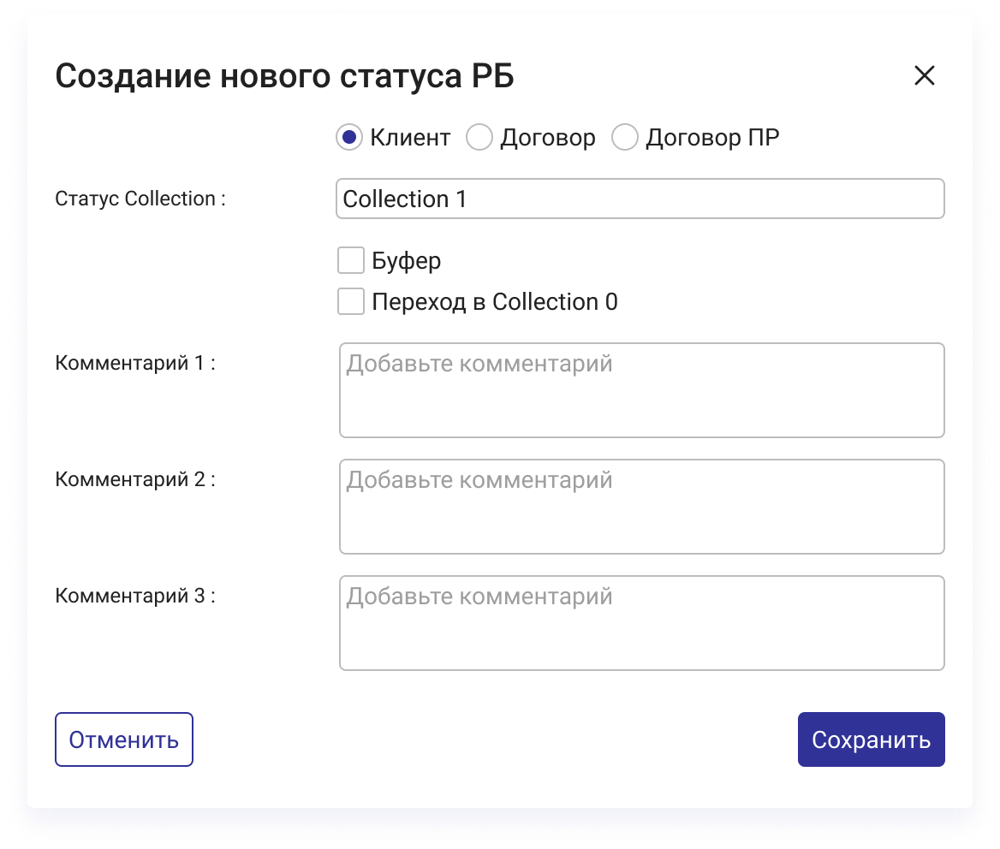 Создание нового статуса РБ
Клиент Договор Договор ПР
Статус Collection : Collection 1
Буфер
Переход в Collection 0
Комментарий 1 : Добавьте комментарий
Комментарий 2 : Добавьте комментарий
Комментарий 3 : Добавьте комментарий
Отменить Сохранить